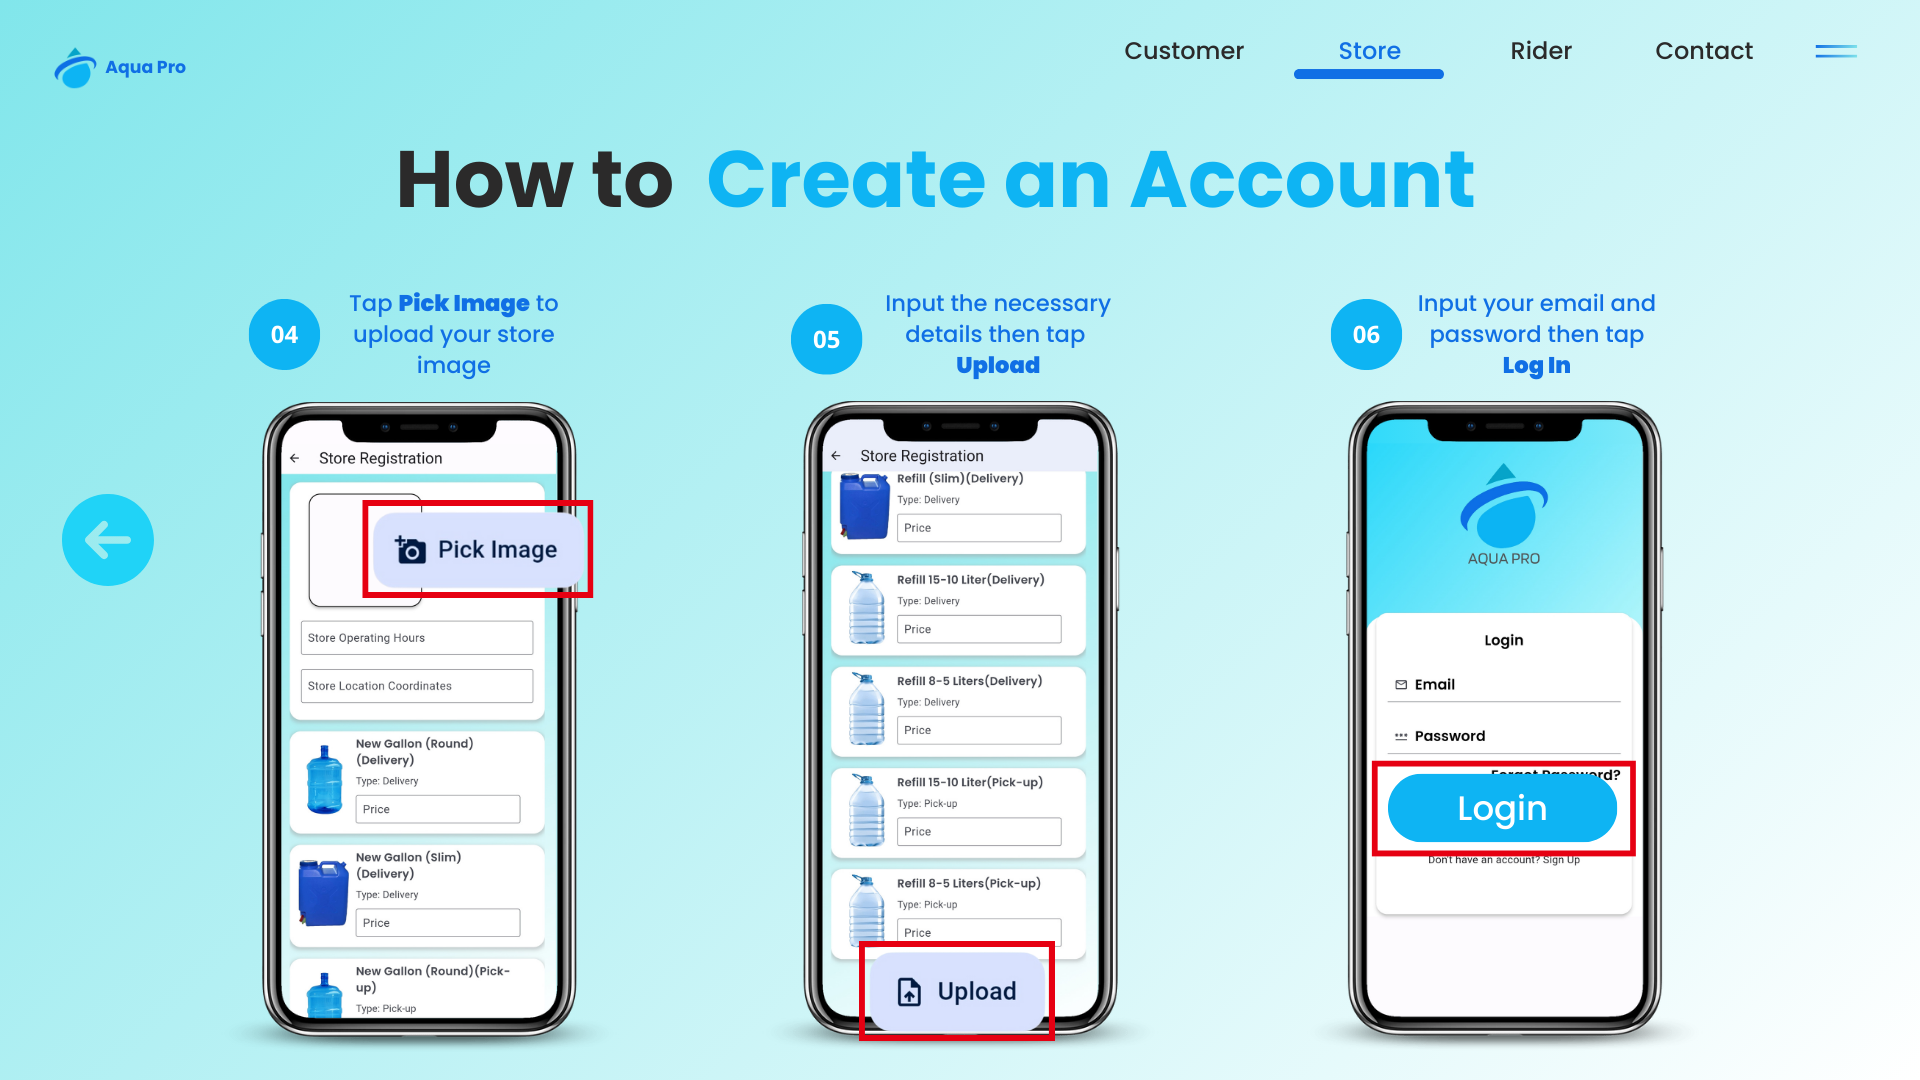 Aqua Pro
Customer
Store
Rider
Contact
How to Create an Account
04
Tap Pick Image to
upload your store
image
Store Registration
Pick Image
Store Operating Hours
Store Location Coordinates
New Gallon (Round)
(Delivery)
Type: Delivery
Price
New Gallon (Slim)
(Delivery)
Type: Delivery
Price
New Gallon (Round)(Pick-
up)
Type: Pick-up
05
Input the necessary
details then tap
Upload
Store Registration
Refill (Slim)(Delivery)
Type: Delivery
Price
Refill 15-10 Liter(Delivery)
Type: Delivery
Price
Refill 8-5 Liters(Delivery)
Type: Delivery
Price
Refill 15-10 Liter(Pick-up)
Type: Pick-up
Price
Refill 8-5 Liters(Pick-up)
Type: Pick-up
Price
Upload
06
Input your email and
password then tap
Log In
AQUA PRO
Login
Email
Password
Forgot Password?
Login
Don't have an account? Sign Up